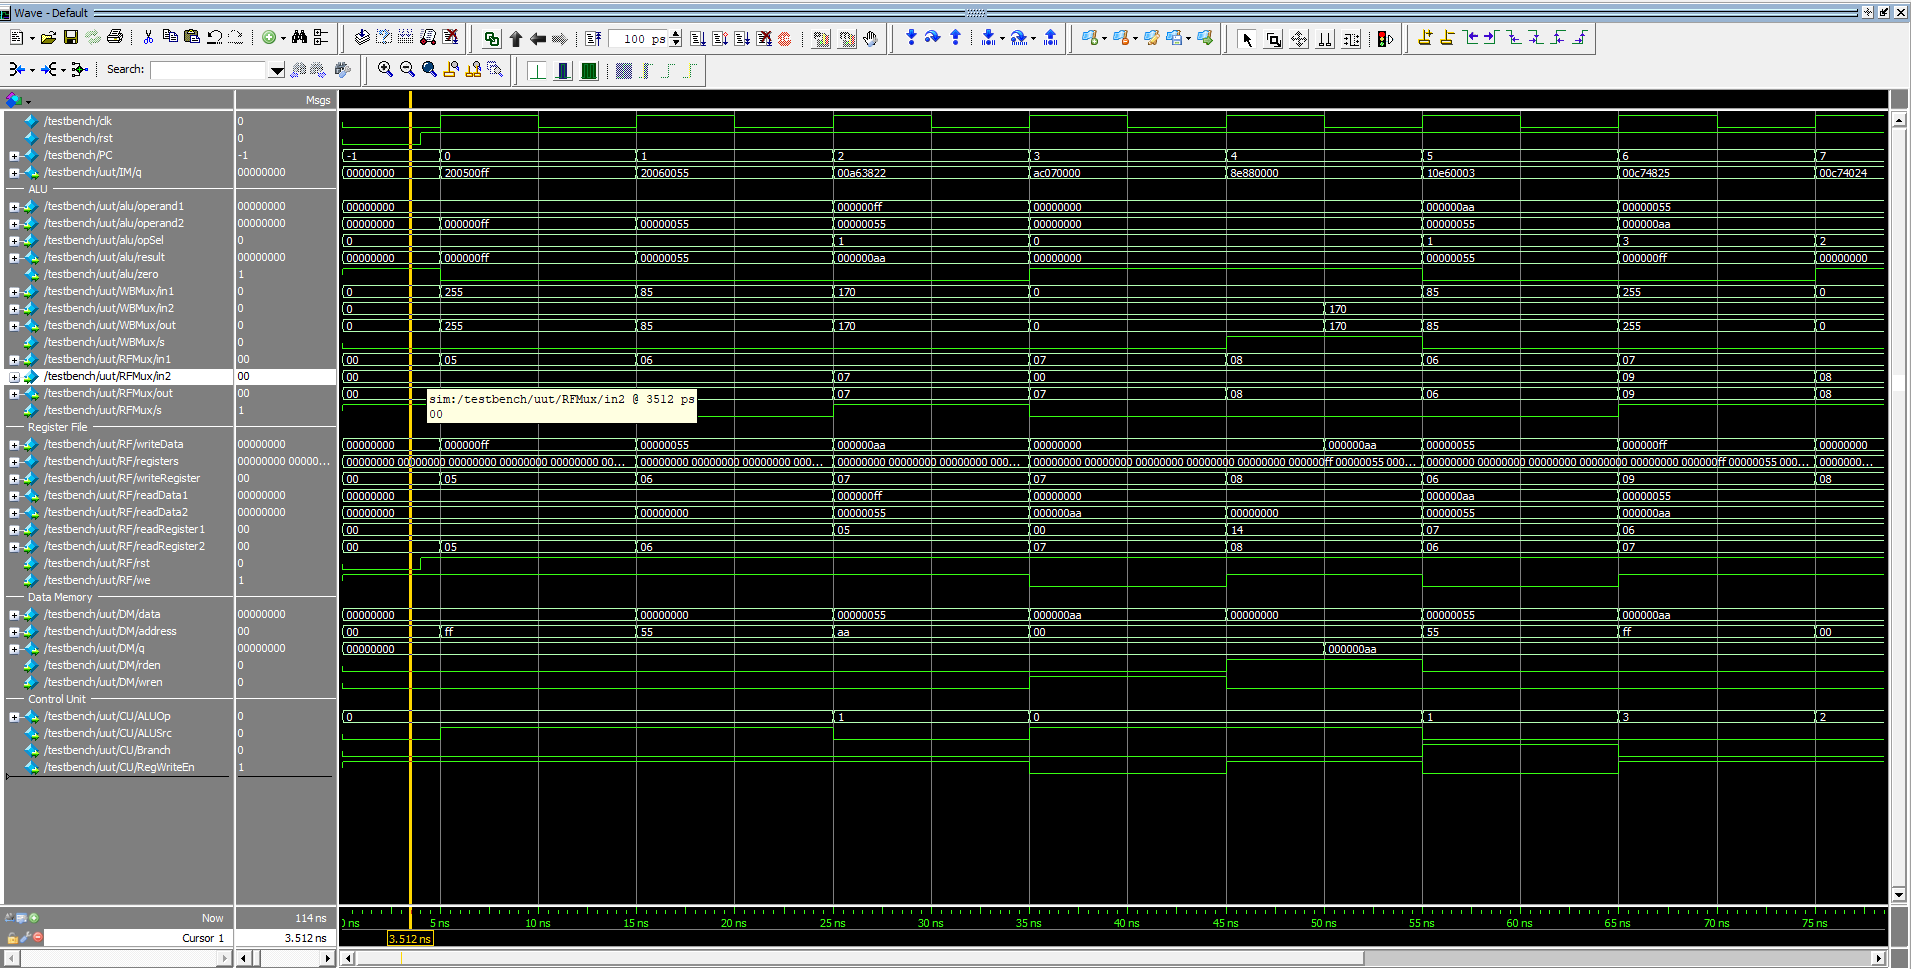 Wave - Default
100 ps
Search:
Msgs
/testbench/clk 0
/testbench/rst 0
/testbench/PC -1 -1 0 1 2 3 4 5 6 7
/testbench/uut/IM/q 00000000 00000000 200500ff 20060055 00a63822 ac070000 8e880000 10e60003 00c74825 00c74024
ALU
/testbench/uut/alu/operand1 00000000 00000000 000000ff 00000000 000000aa 00000055
/testbench/uut/alu/operand2 00000000 00000000 000000ff 00000055 00000055 00000000 00000055 000000aa
/testbench/uut/alu/opSel 0 0 1 0 1 3 2
/testbench/uut/alu/result 00000000 00000000 000000ff 00000055 000000aa 00000000 00000055 000000ff 00000000
/testbench/uut/alu/zero 1
/testbench/uut/WBMux/in1 0 0 255 85 170 0 85 255 0
/testbench/uut/WBMux/in2 0 0 170
/testbench/uut/WBMux/out 0 0 255 85 170 0 170 85 255 0
/testbench/uut/WBMux/s 0
/testbench/uut/RFMux/in1 00 00 05 06 07 08 06 07
/testbench/uut/RFMux/in2 00 00 07 00 09 08
/testbench/uut/RFMux/out 00 00 07 07 08 06 09 08
sim:/testbench/uut/RFMux/in2 @ 3512 ps
00
/testbench/uut/RFMux/s 1
Register File
/testbench/uut/RF/writeData 00000000 00000000 000000ff 00000055 000000aa 00000000 000000aa 00000055 000000ff 00000000
/testbench/uut/RF/registers 00000000 00000... 00000000 00000000 00000000 00000000 00000000 00... 00000000 00000000 00000000 000... 00000000 00000000 00000000 000... 00000000 00000000 00000000 00000000 00000000 000000ff 00000055 000... 00000000 00000000 00000000 00000000 00000000 000000ff 00000055 000... 0000000...
/testbench/uut/RF/writeRegister 00 00 05 06 07 07 08 06 09 08
/testbench/uut/RF/readData1 00000000 00000000 000000ff 00000000 000000aa 00000055
/testbench/uut/RF/readData2 00000000 00000000 00000000 00000055 000000aa 00000000 00000055 000000aa
/testbench/uut/RF/readRegister1 00 00 05 00 14 07 06
/testbench/uut/RF/readRegister2 00 00 05 06 07 08 06 07
/testbench/uut/RF/rst 0
/testbench/uut/RF/we 1
Data Memory
/testbench/uut/DM/data 00000000 00000000 00000000 00000055 000000aa 00000000 00000055 000000aa
/testbench/uut/DM/address 00 00 ff 55 aa 00 55 ff 00
/testbench/uut/DM/q 00000000 00000000 000000aa
/testbench/uut/DM/rden 0
/testbench/uut/DM/wren 0
Control Unit
/testbench/uut/CU/ALUOp 0 0 1 0 1 3 2
/testbench/uut/CU/ALUSrc 0
/testbench/uut/CU/Branch 0
/testbench/uut/CU/RegWriteEn 1
Now 114 ns 0 ns 5 ns 10 ns 15 ns 20 ns 25 ns 30 ns 35 ns 40 ns 45 ns 50 ns 55 ns 60 ns 65 ns 70 ns 75 ns
Cursor 1 3.512 ns 3.512 ns